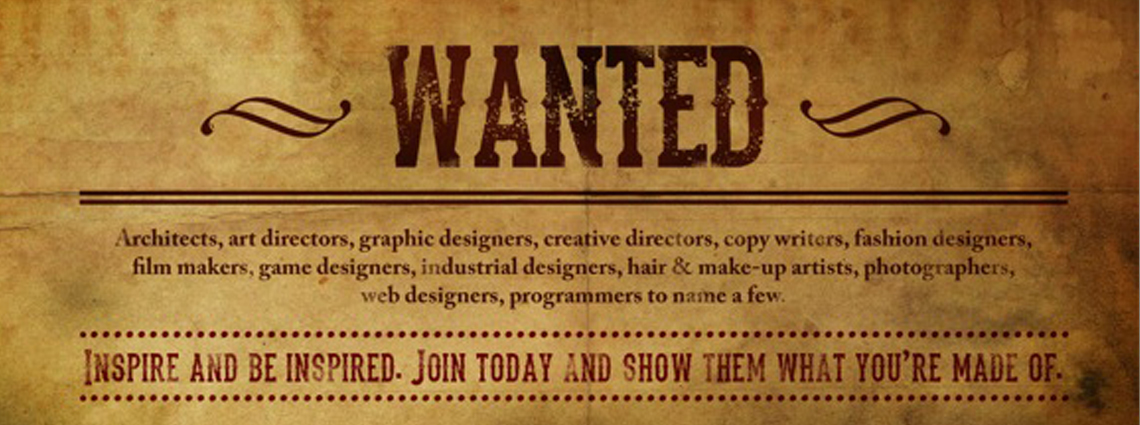 WANTED
Architects, art directors, graphic designers, creative directors, copy writers, fashion designers,
film makers, game designers, industrial designers, hair & make-up artists, photographers,
web designers, programmers to name a few.
INSPIRE AND BE INSPIRED. JOIN TODAY AND SHOW THEM WHAT YOU'RE MADE OF.